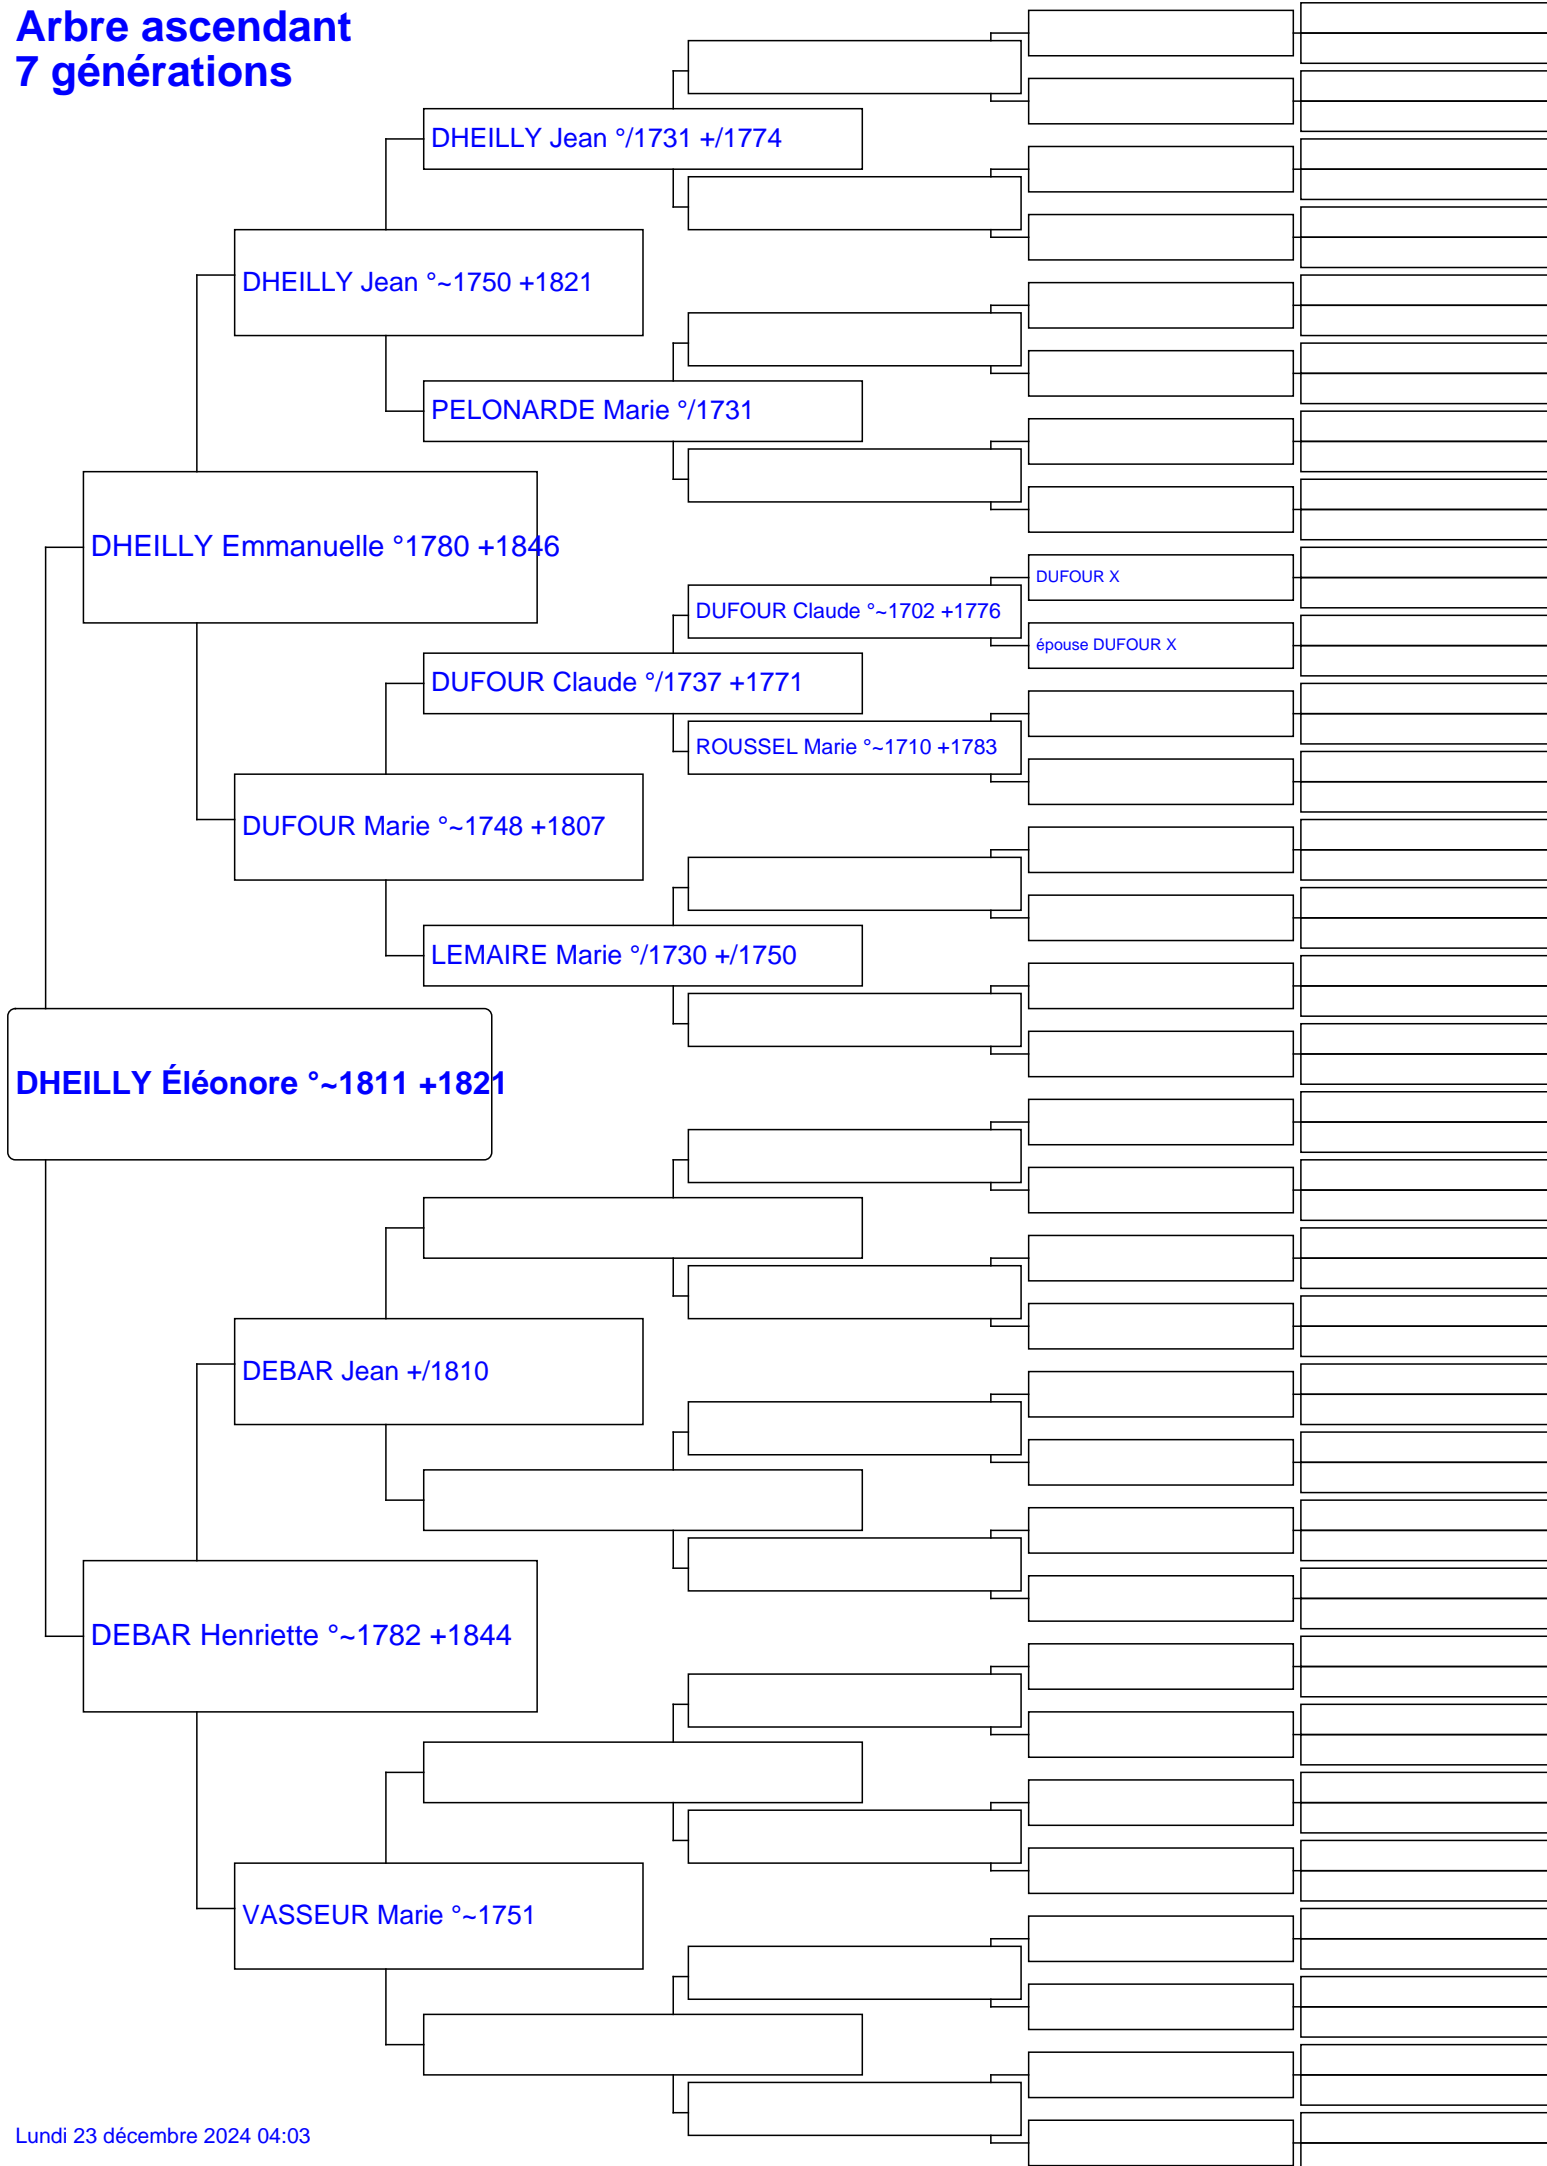 Arbre ascendant
7 générations
DHEILLY Jean °/1731 +/1774
DHEILLY Jean °~1750 +1821
PELONARDE Marie °/1731
DHEILLY Emmanuelle °1780 +1846
DUFOUR X
DUFOUR Claude °~1702 +1776
épouse DUFOUR X
DUFOUR Claude °/1737 +1771
ROUSSEL Marie °~1710 +1783
DUFOUR Marie °~1748 +1807
LEMAIRE Marie °/1730 +/1750
DHEILLY Éléonore °~1811 +1821
DEBAR Jean +/1810
DEBAR Henriette °~1782 +1844
VASSEUR Marie °~1751
Lundi 23 décembre 2024 04:03